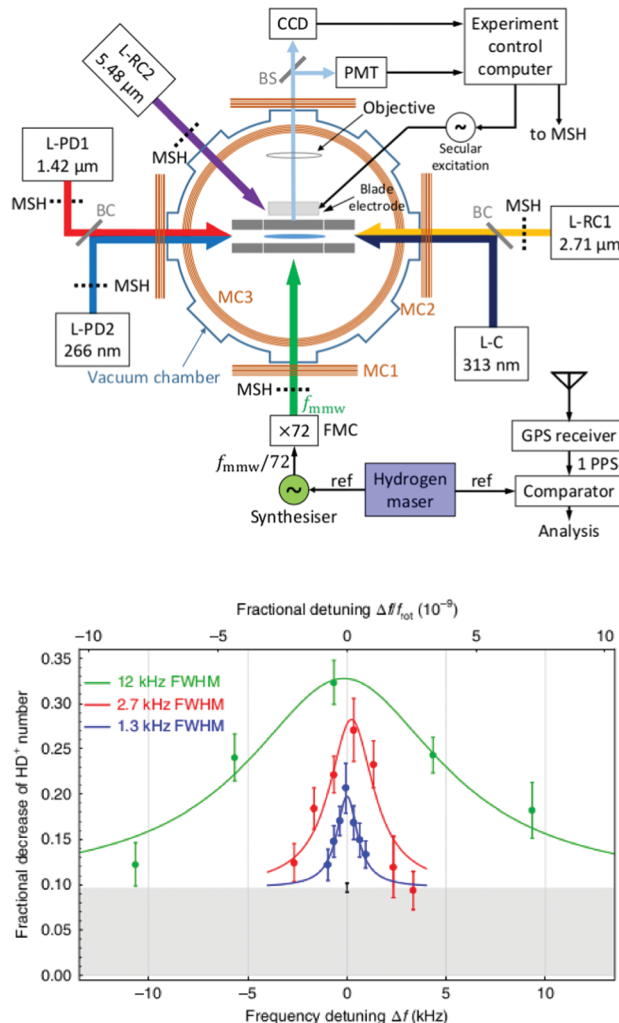 CCD
Experiment
control
computer
BS
PMT
L-RC2
5.48 µm
Objective
to MSH
Secular
excitation
MSH
L-PD1
1.42 µm
Blade
electrode
MSH
BC
BC
MSH
L-RC1
2.71 µm
MSH
MC3
MC2
L-PD2
266 nm
L-C
313 nm
Vacuum chamber
MC1
MSH
f_mmw
×72
FMC
GPS receiver
f_mmw/72
1 PPS
ref
Hydrogen
maser
ref
Comparator
Synthesiser
Analysis
Fractional detuning Δf/f_rot (10⁻⁹)
−10
−5
0
5
10
Fractional decrease of HD⁺ number
0.35
0.30
0.25
0.20
0.15
0.10
0.05
0.00
12 kHz FWHM
2.7 kHz FWHM
1.3 kHz FWHM
−10
−5
0
5
10
Frequency detuning Δf (kHz)